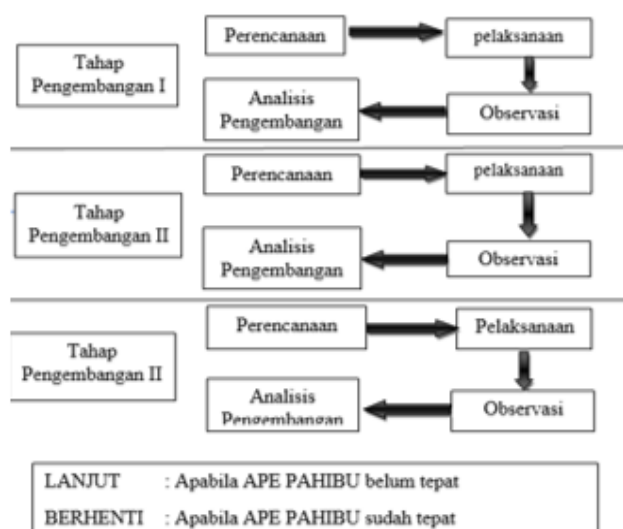 Perencanaan
pelaksanaan
Tahap
Pengembangan I
Analisis
Pengembangan
Observasi
Perencanaan
pelaksanaan
Tahap
Pengembangan II
Analisis
Pengembangan
Observasi
Perencanaan
Pelaksanaan
Tahap
Pengembangan II
Analisis
Pengembangan
Observasi
LANJUT : Apabila APE PAHIBU belum tepat
BERHENTI : Apabila APE PAHIBU sudah tepat